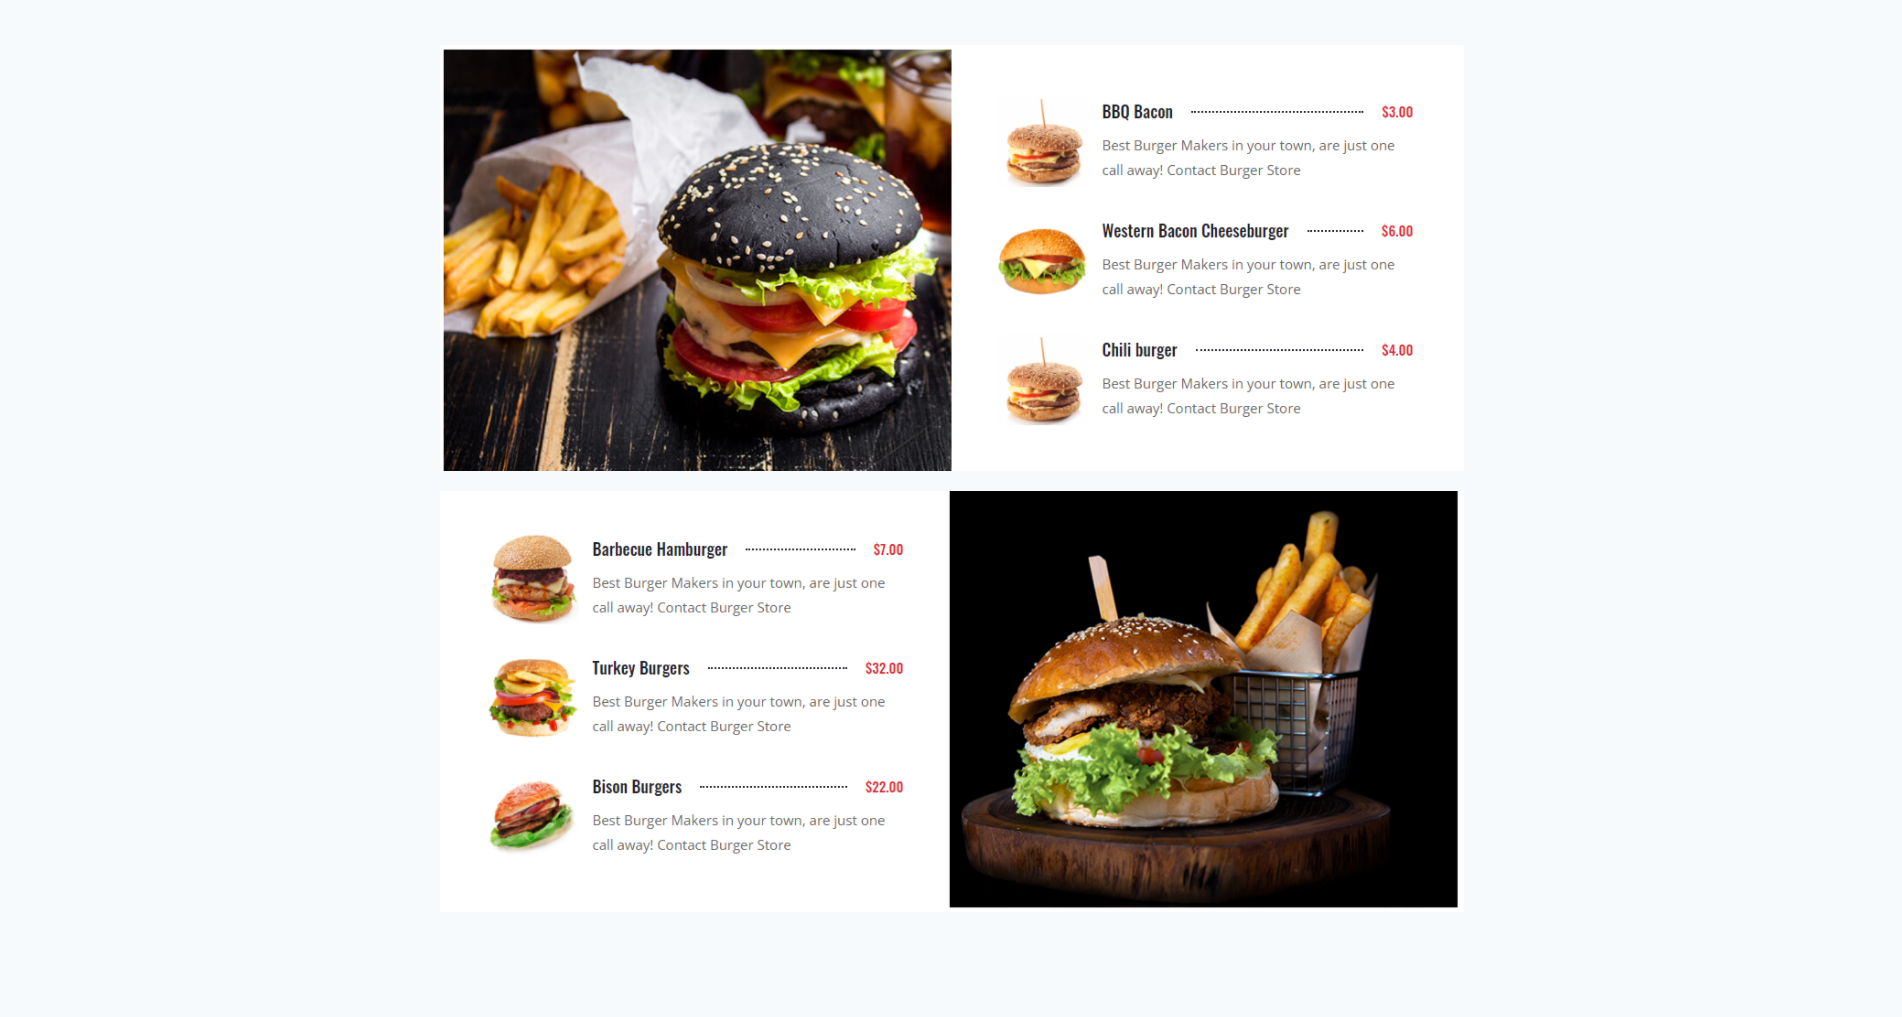 BBQ Bacon $3.00
Best Burger Makers in your town, are just one
call away! Contact Burger Store
Western Bacon Cheeseburger $6.00
Best Burger Makers in your town, are just one
call away! Contact Burger Store
Chili burger $4.00
Best Burger Makers in your town, are just one
call away! Contact Burger Store
Barbecue Hamburger $7.00
Best Burger Makers in your town, are just one
call away! Contact Burger Store
Turkey Burgers $32.00
Best Burger Makers in your town, are just one
call away! Contact Burger Store
Bison Burgers $22.00
Best Burger Makers in your town, are just one
call away! Contact Burger Store